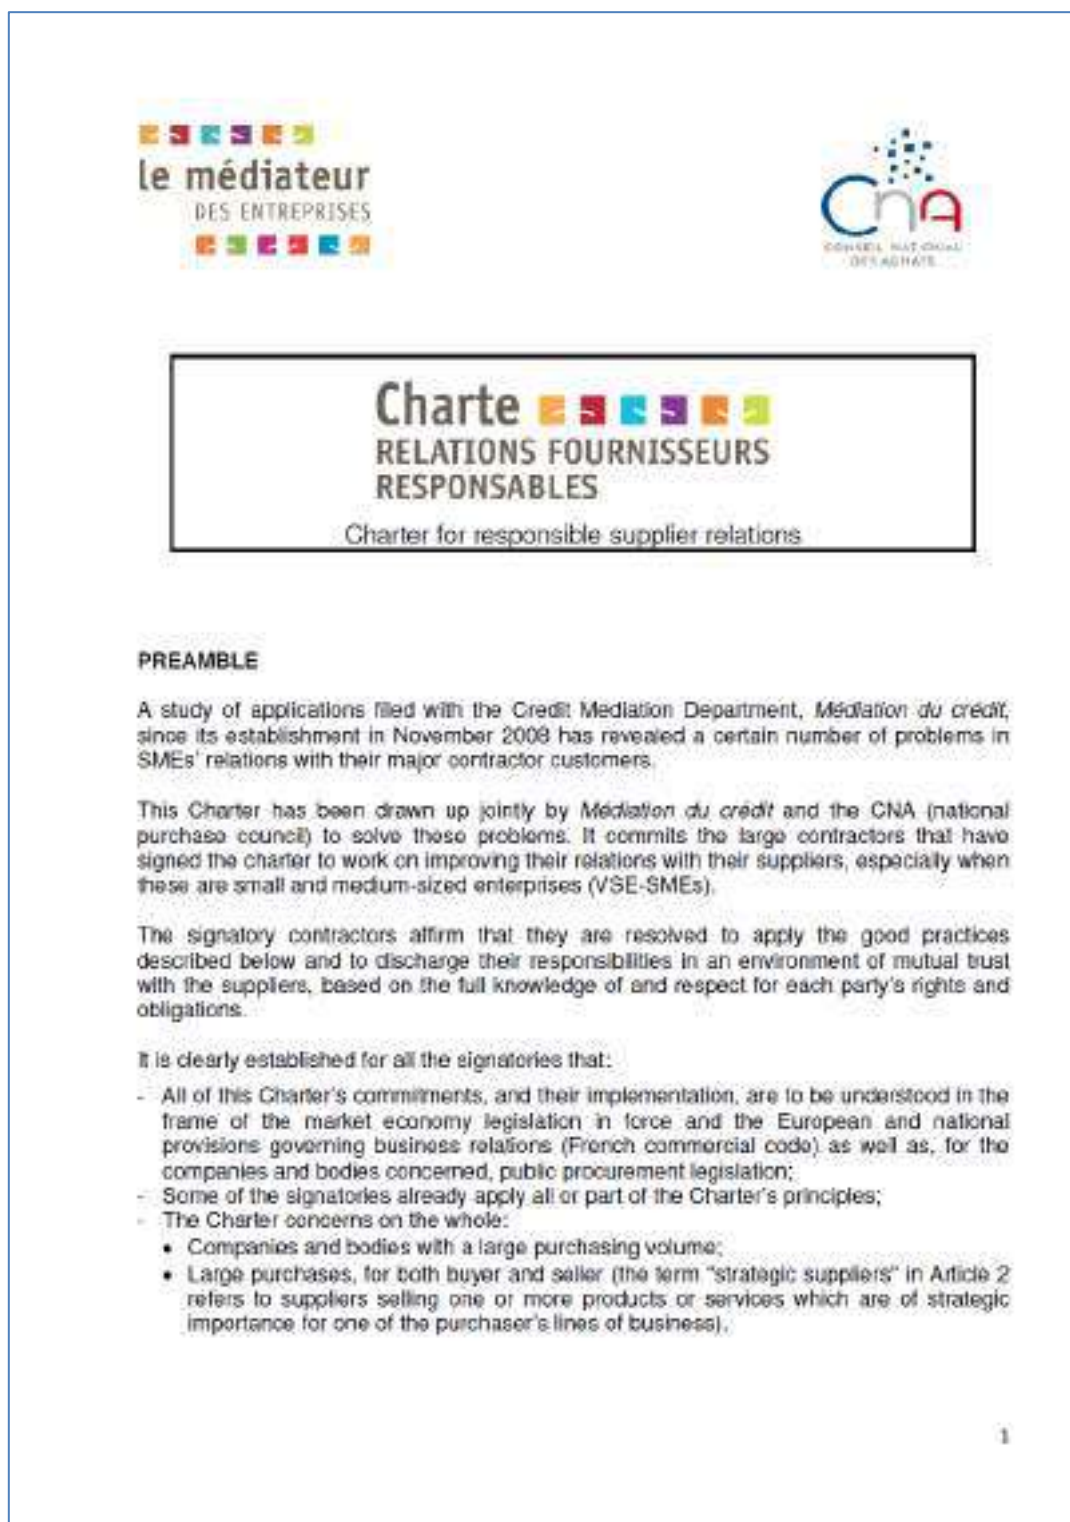 le médiateur
DES ENTREPRISES
CnA
CONSEIL NATIONAL
DES ACHATS
Charte
RELATIONS FOURNISSEURS
RESPONSABLES
Charter for responsible supplier relations
PREAMBLE
A study of applications filed with the Credit Mediation Department, Médiation du crédit,
since its establishment in November 2008 has revealed a certain number of problems in
SMEs' relations with their major contractor customers.
This Charter has been drawn up jointly by Médiation du crédit and the CNA (national
purchase council) to solve these problems. It commits the large contractors that have
signed the charter to work on improving their relations with their suppliers, especially when
these are small and medium-sized enterprises (VSE-SMEs).
The signatory contractors affirm that they are resolved to apply the good practices
described below and to discharge their responsibilities in an environment of mutual trust
with the suppliers, based on the full knowledge of and respect for each party's rights and
obligations.
It is clearly established for all the signatories that:
- All of this Charter's commitments, and their implementation, are to be understood in the
frame of the market economy legislation in force and the European and national
provisions governing business relations (French commercial code) as well as, for the
companies and bodies concerned, public procurement legislation;
- Some of the signatories already apply all or part of the Charter's principles;
- The Charter concerns on the whole:
• Companies and bodies with a large purchasing volume;
• Large purchases, for both buyer and seller (the term "strategic suppliers" in Article 2
refers to suppliers selling one or more products or services which are of strategic
importance for one of the purchaser's lines of business).
1